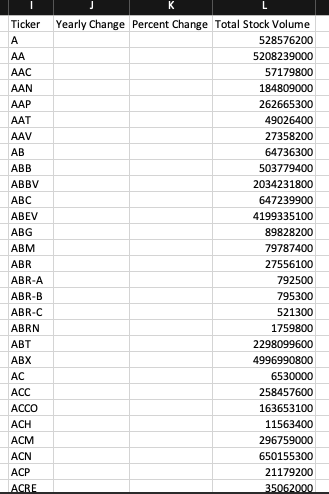 I J K L
Ticker Yearly Change Percent Change Total Stock Volume
A 528576200
AA 5208239000
AAC 57179800
AAN 184809000
AAP 262665300
AAT 49026400
AAV 27358200
AB 64736300
ABB 503779400
ABBV 2034231800
ABC 647239900
ABEV 4199335100
ABG 89828200
ABM 79787400
ABR 27556100
ABR-A 792500
ABR-B 795300
ABR-C 521300
ABRN 1759800
ABT 2298099600
ABX 4996990800
AC 6530000
ACC 258457600
ACCO 163653100
ACH 11563400
ACM 296759000
ACN 650155300
ACP 21179200
ACRE 35062000